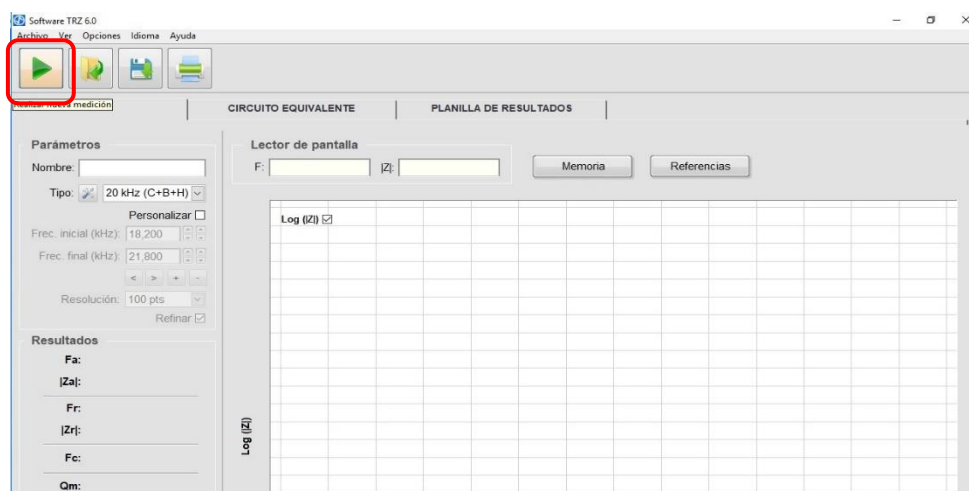 Software TRZ 6.0
Archivo Ver Opciones Idioma Ayuda
Realizar nueva medición
CIRCUITO EQUIVALENTE
PLANILLA DE RESULTADOS
Parámetros
Nombre:
Tipo: 20 kHz (C+B+H)
Personalizar
Frec. inicial (kHz): 18,200
Frec. final (kHz): 21,800
< > + -
Resolución: 100 pts
Refinar
Resultados
Fa:
|Za|:
Fr:
|Zr|:
Fc:
Qm:
Lector de pantalla
F: |Z|:
Memoria
Referencias
Log (|Z|)
Log (|Z|)